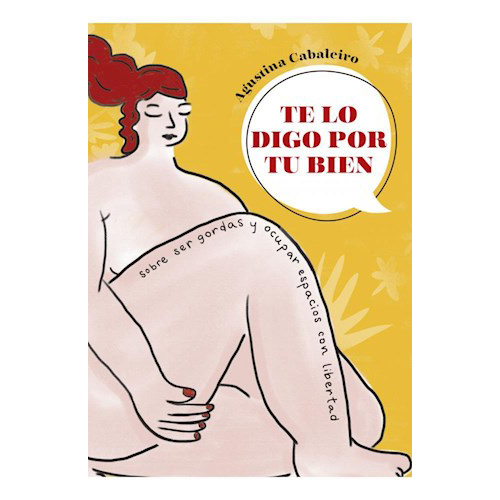 Agustina Cabaleiro
TE LO
DIGO POR
TU BIEN
sobre ser gordas y ocupar espacios con libertad